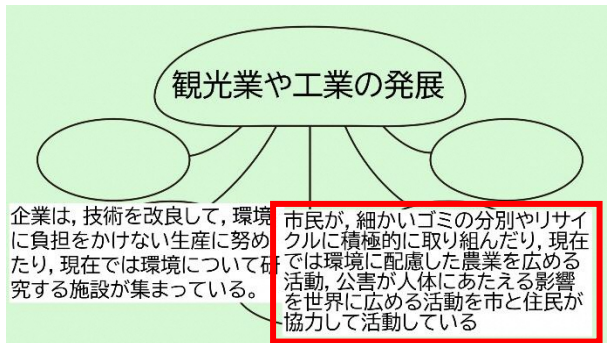 観光業や工業の発展
企業は，技術を改良して，環境
に負担をかけない生産に努め
たり，現在では環境について研
究する施設が集まっている。
市民が，細かいゴミの分別やリサイ
クルに積極的に取り組んだり，現在
では環境に配慮した農業を広める
活動，公害が人体にあたえる影響
を世界に広める活動を市と住民が
協力して活動している